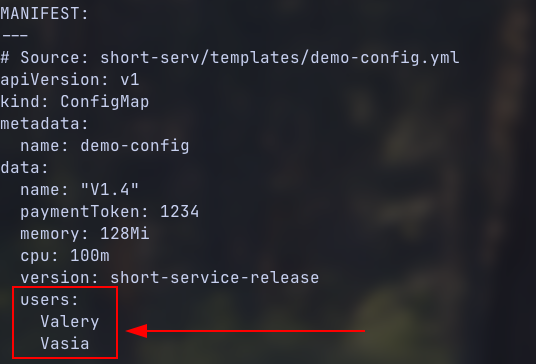 MANIFEST:
---
# Source: short-serv/templates/demo-config.yml
apiVersion: v1
kind: ConfigMap
metadata:
  name: demo-config
data:
  name: "V1.4"
  paymentToken: 1234
  memory: 128Mi
  cpu: 100m
  version: short-service-release
  users:
    Valery
    Vasia